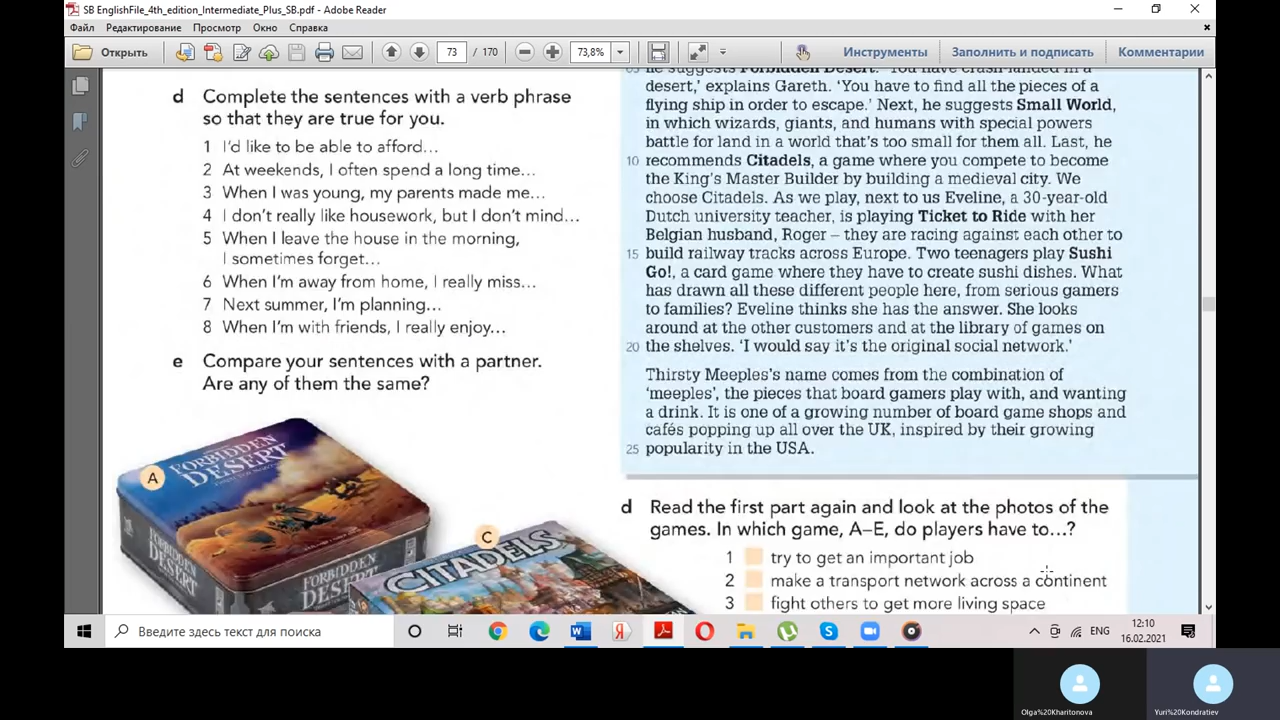 SB EnglishFile_4th_edition_Intermediate_Plus_SB.pdf - Adobe Reader
Файл Редактирование Просмотр Окно Справка
Открыть 73 / 170 73,8% Инструменты Заполнить и подписать Комментарии
d Complete the sentences with a verb phrase
so that they are true for you.
1 I'd like to be able to afford…
2 At weekends, I often spend a long time…
3 When I was young, my parents made me…
4 I don't really like housework, but I don't mind…
5 When I leave the house in the morning,
I sometimes forget…
6 When I'm away from home, I really miss…
7 Next summer, I'm planning…
8 When I'm with friends, I really enjoy…
e Compare your sentences with a partner.
Are any of them the same?
A
FORBIDDEN
DESERT
FORBIDDEN
DESERT
FORBIDDEN
DESERT
C
CITADELS
05 he suggests Forbidden Desert. 'You have crash-landed in a
desert,' explains Gareth. 'You have to find all the pieces of a
flying ship in order to escape.' Next, he suggests Small World,
in which wizards, giants, and humans with special powers
battle for land in a world that's too small for them all. Last, he
10 recommends Citadels, a game where you compete to become
the King's Master Builder by building a medieval city. We
choose Citadels. As we play, next to us Eveline, a 30-year-old
Dutch university teacher, is playing Ticket to Ride with her
Belgian husband, Roger – they are racing against each other to
15 build railway tracks across Europe. Two teenagers play Sushi
Go!, a card game where they have to create sushi dishes. What
has drawn all these different people here, from serious gamers
to families? Eveline thinks she has the answer. She looks
around at the other customers and at the library of games on
20 the shelves. 'I would say it's the original social network.'
Thirsty Meeples's name comes from the combination of
'meeples', the pieces that board gamers play with, and wanting
a drink. It is one of a growing number of board game shops and
cafés popping up all over the UK, inspired by their growing
25 popularity in the USA.
d Read the first part again and look at the photos of the
games. In which game, A–E, do players have to…?
1 try to get an important job
2 make a transport network across a continent
3 fight others to get more living space
Введите здесь текст для поиска
ENG
12:10
16.02.2021
Olga%20Kharitonova
Yuri%20Kondratiev